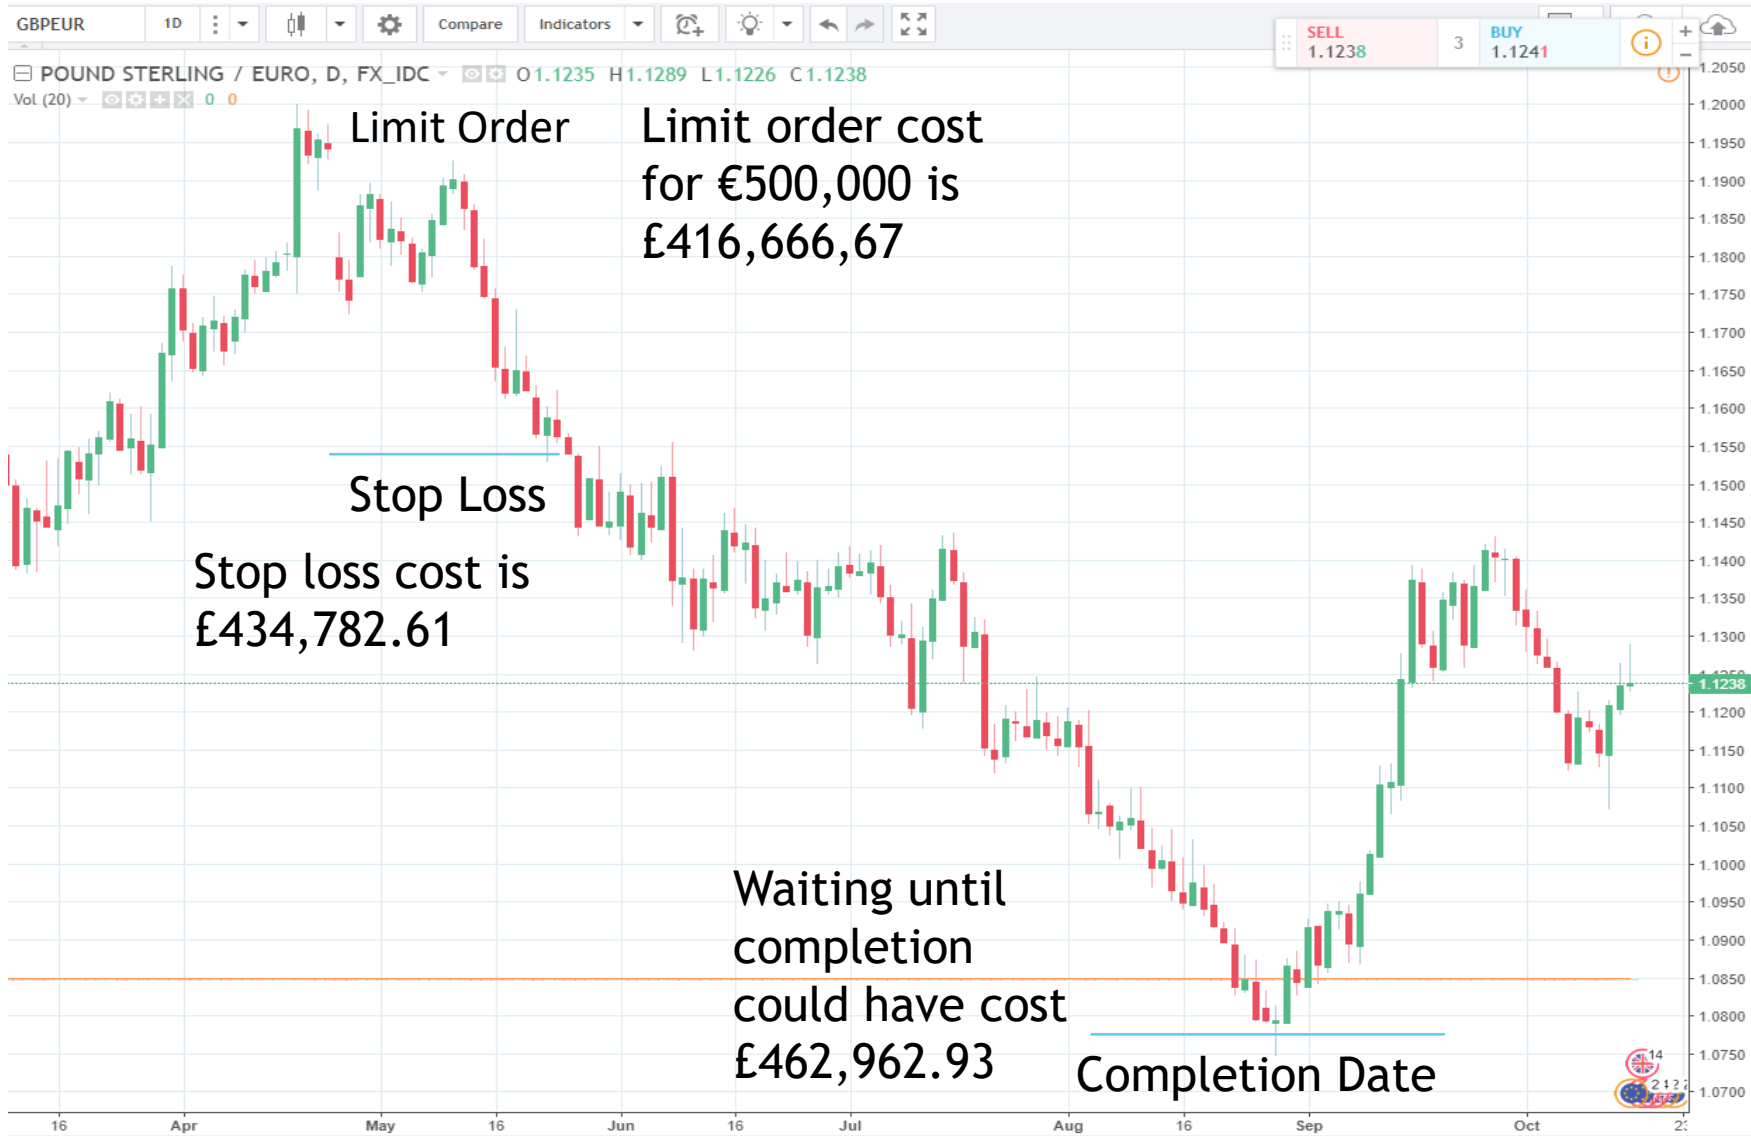 GBPEUR 1D Compare Indicators
SELL 1.1238 3 BUY 1.1241
POUND STERLING / EURO, D, FX_IDC O1.1235 H1.1289 L1.1226 C1.1238
Vol (20) 0 0
Limit Order
Limit order cost
for €500,000 is
£416,666,67
Stop Loss
Stop loss cost is
£434,782.61
Waiting until
completion
could have cost
£462,962.93
Completion Date
1.2050
1.2000
1.1950
1.1900
1.1850
1.1800
1.1750
1.1700
1.1650
1.1600
1.1550
1.1500
1.1450
1.1400
1.1350
1.1300
1.1238
1.1200
1.1150
1.1100
1.1050
1.1000
1.0950
1.0900
1.0850
1.0800
1.0750
1.0700
14
16 Apr May 16 Jun 16 Jul Aug 16 Sep Oct